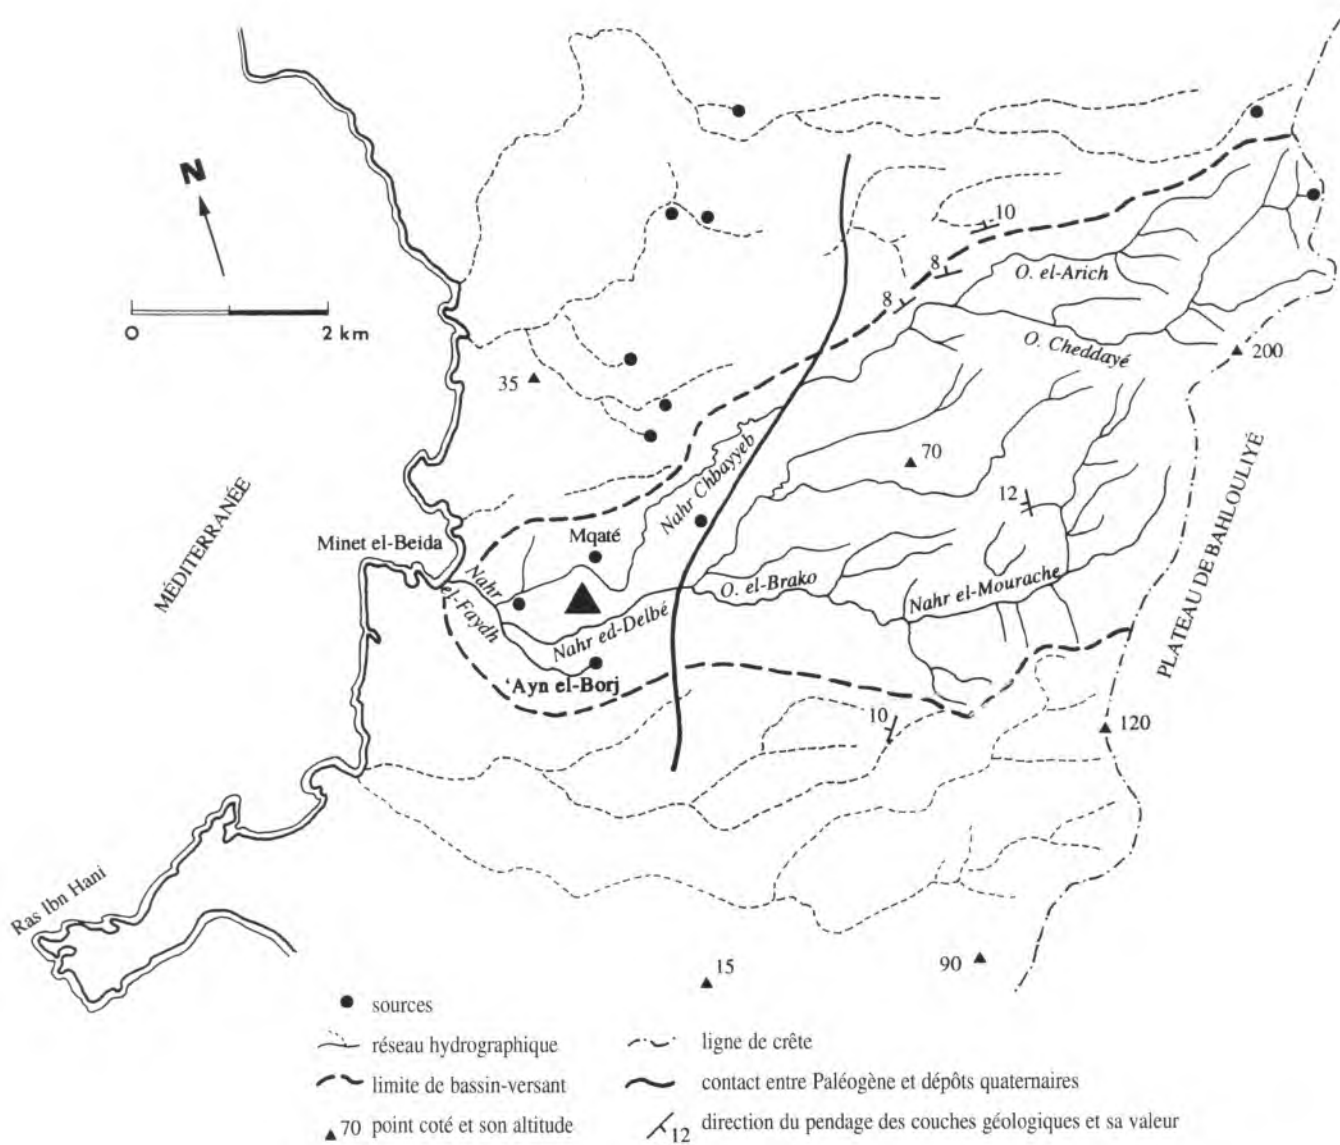 N
0
2 km
10
8
8
O. el-Arich
O. Cheddayé
200
35
70
Nahr Chbayyeb
12
PLATEAU DE BAHLOULIYÉ
MÉDITERRANÉE
Minet el-Beida
Mqaté
Nahr
el-Faydh
O. el-Brako
Nahr el-Mourache
Nahr ed-Delbé
'Ayn el-Borj
10
120
Ras Ibn Hani
15
90
sources
réseau hydrographique
limite de bassin-versant
70 point coté et son altitude
ligne de crête
contact entre Paléogène et dépôts quaternaires
12 direction du pendage des couches géologiques et sa valeur